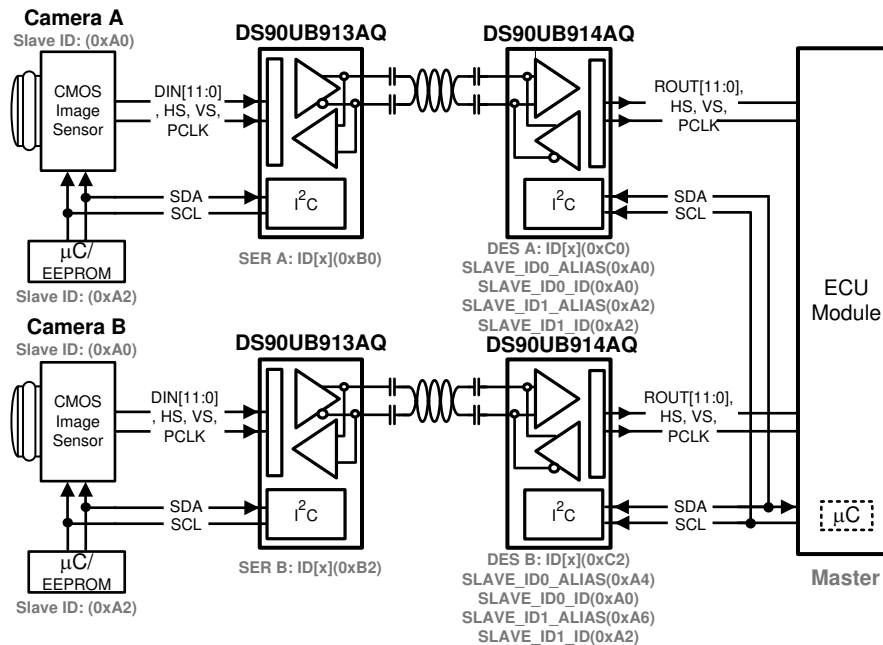 Camera A
Slave ID: (0xA0)
DS90UB913AQ
DS90UB914AQ
CMOS
Image
Sensor
DIN[11:0]
, HS, VS,
PCLK
ROUT[11:0],
HS, VS,
PCLK
SDA
SCL
I²C
I²C
SDA
SCL
µC/
EEPROM
Slave ID: (0xA2)
SER A: ID[x](0xB0)
DES A: ID[x](0xC0)
SLAVE_ID0_ALIAS(0xA0)
SLAVE_ID0_ID(0xA0)
SLAVE_ID1_ALIAS(0xA2)
SLAVE_ID1_ID(0xA2)
ECU
Module
Camera B
Slave ID: (0xA0)
DS90UB913AQ
DS90UB914AQ
CMOS
Image
Sensor
DIN[11:0]
, HS, VS,
PCLK
ROUT[11:0],
HS, VS,
PCLK
SDA
SCL
I²C
I²C
SDA
SCL
µC
µC/
EEPROM
Slave ID: (0xA2)
SER B: ID[x](0xB2)
DES B: ID[x](0xC2)
SLAVE_ID0_ALIAS(0xA4)
SLAVE_ID0_ID(0xA0)
SLAVE_ID1_ALIAS(0xA6)
SLAVE_ID1_ID(0xA2)
Master